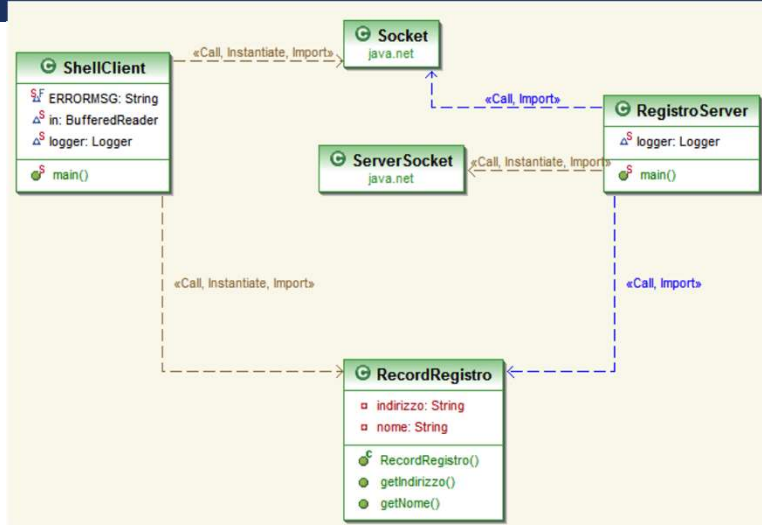 Socket
java.net
«Call, Instantiate, Import»
ShellClient
ERRORMSG: String
in: BufferedReader
logger: Logger
main()
«Call, Import»
RegistroServer
logger: Logger
main()
ServerSocket
java.net
«Call, Instantiate, Import»
«Call, Instantiate, Import»
«Call, Import»
RecordRegistro
indirizzo: String
nome: String
RecordRegistro()
getIndirizzo()
getNome()